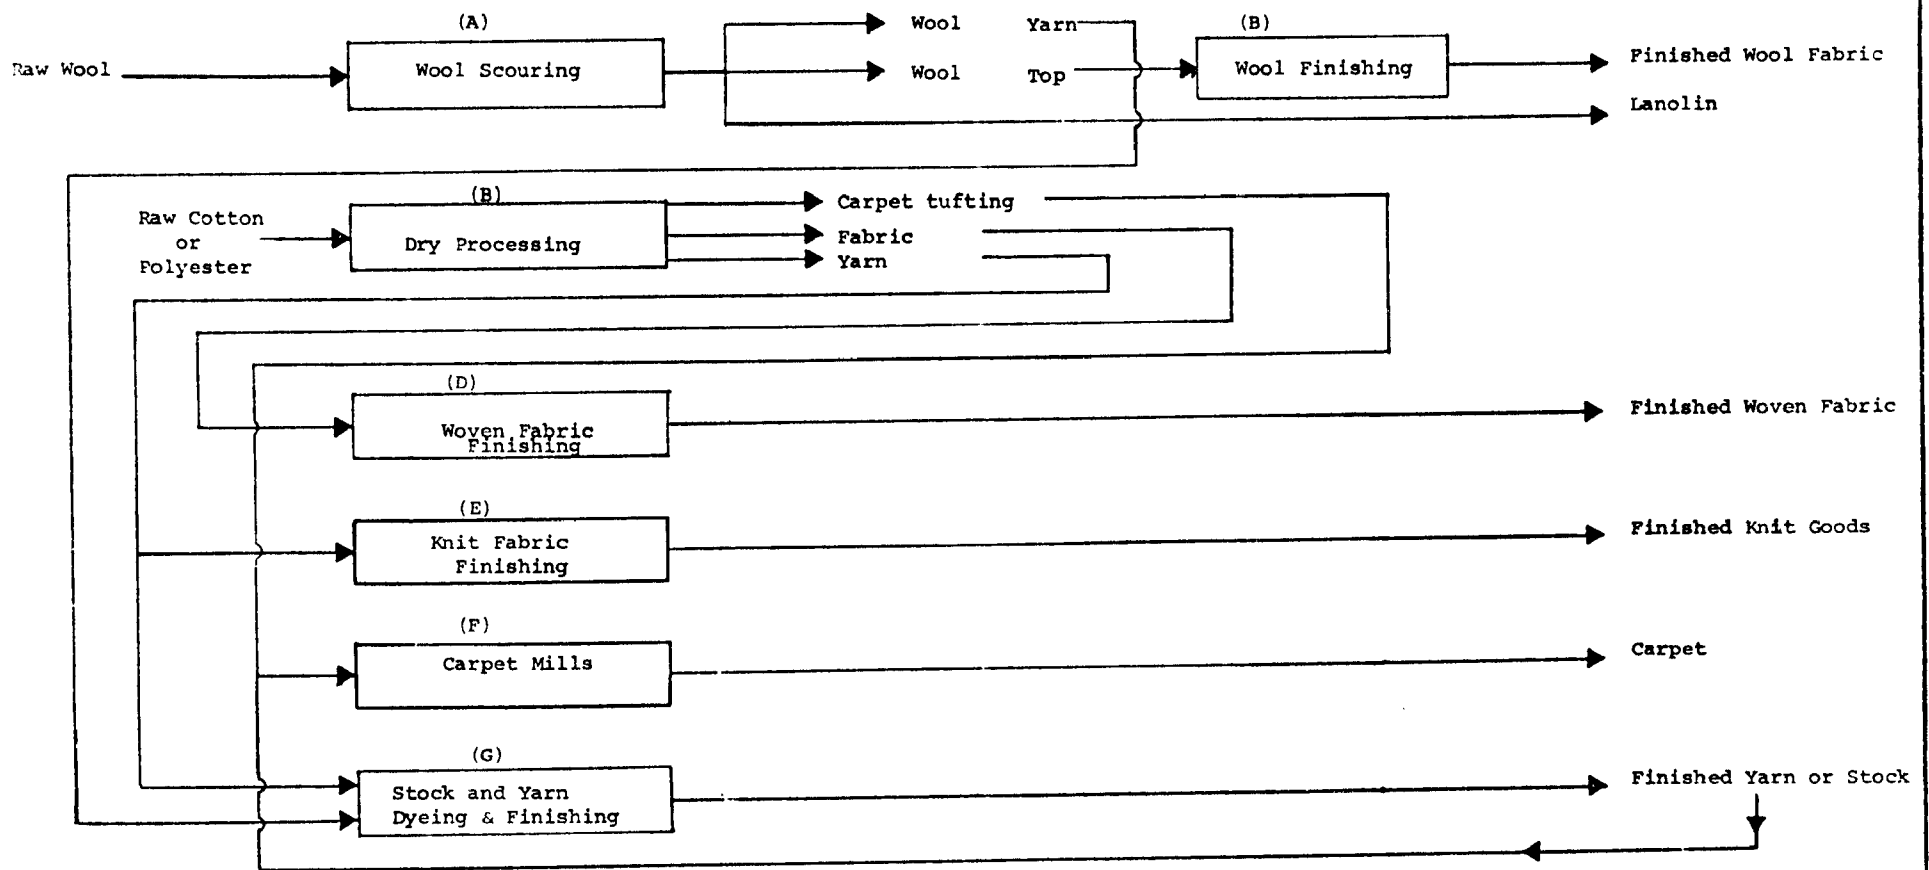 (A)
(B)
Raw Wool
Wool Scouring
Wool Yarn
Wool Top
Wool Finishing
Finished Wool Fabric
Lanolin
(B)
Raw Cotton
or
Polyester
Dry Processing
Carpet tufting
Fabric
Yarn
(D)
Woven Fabric
Finishing
Finished Woven Fabric
(E)
Knit Fabric
Finishing
Finished Knit Goods
(F)
Carpet Mills
Carpet
(G)
Stock and Yarn
Dyeing & Finishing
Finished Yarn or Stock